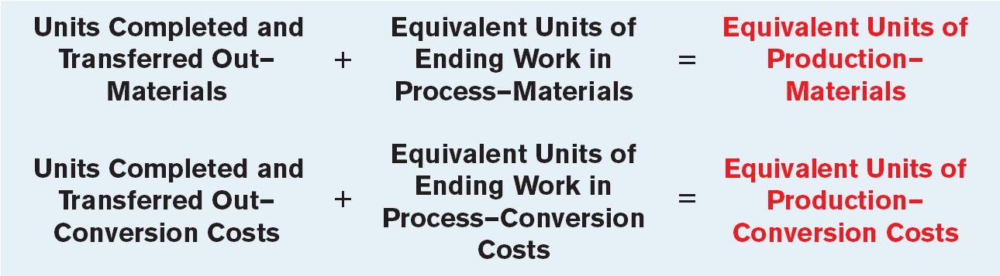 Units Completed and
Transferred Out–
Materials
+
Equivalent Units of
Ending Work in
Process–Materials
=
Equivalent Units of
Production–
Materials
Units Completed and
Transferred Out–
Conversion Costs
+
Equivalent Units of
Ending Work in
Process–Conversion
Costs
=
Equivalent Units of
Production–
Conversion Costs